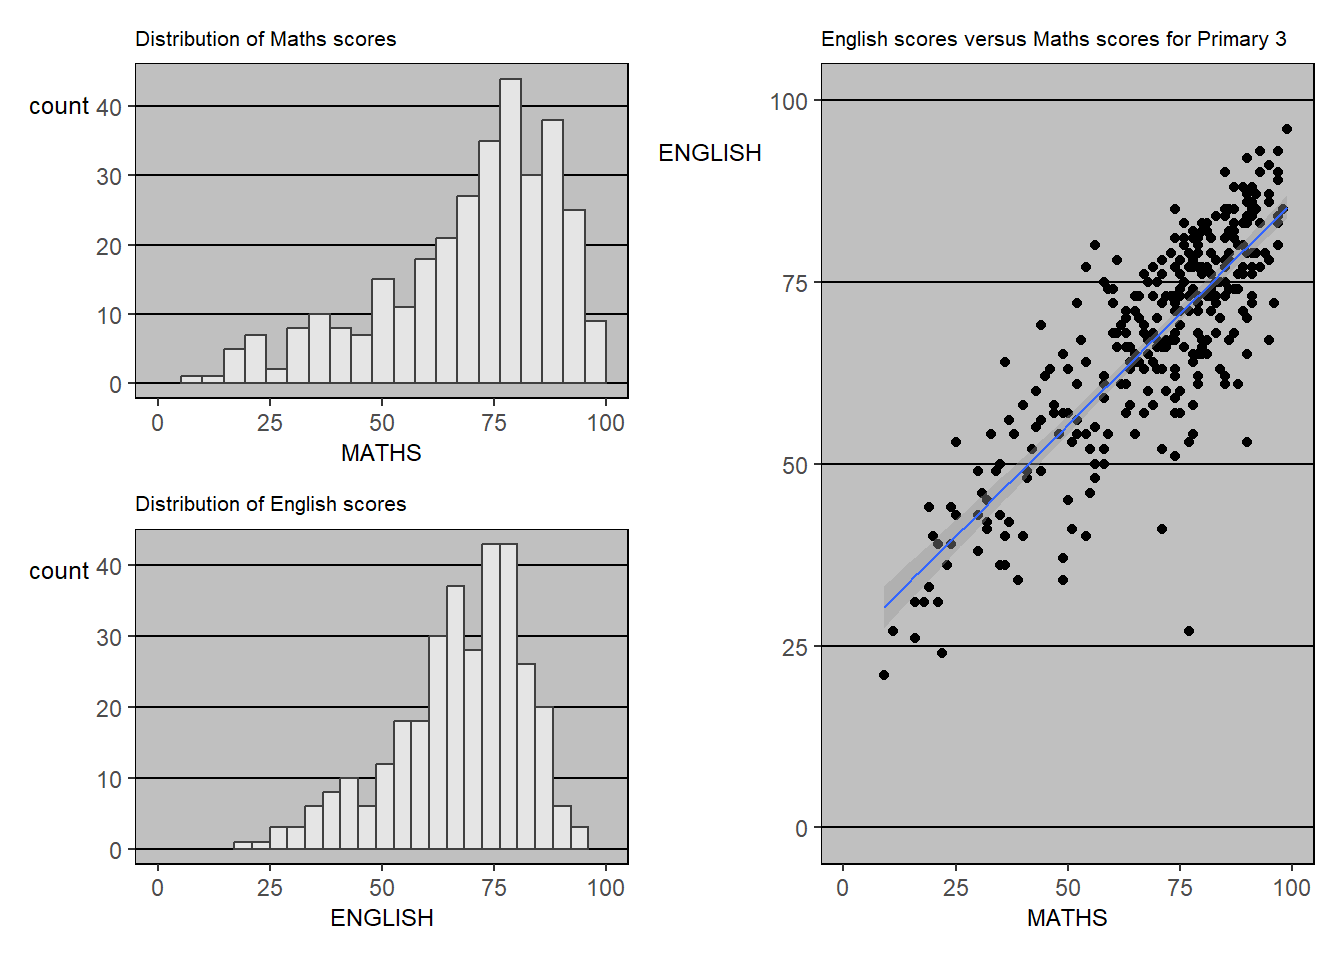 Distribution of Maths scores
count
40
30
20
10
0
0 25 50 75 100
MATHS
Distribution of English scores
count
40
30
20
10
0
0 25 50 75 100
ENGLISH
English scores versus Maths scores for Primary 3
ENGLISH
100
75
50
25
0
0 25 50 75 100
MATHS